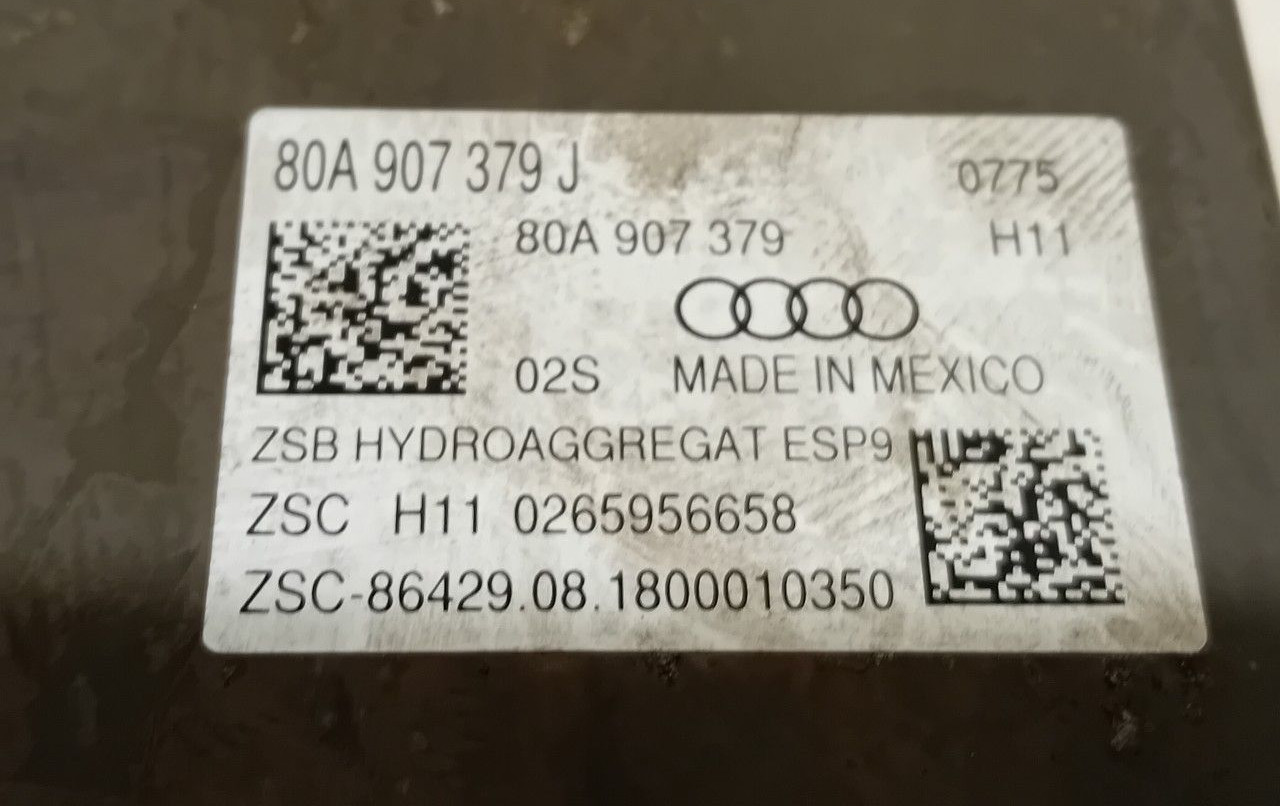 80A 907 379 J 0775
80A 907 379 H11
02S MADE IN MEXICO
ZSB HYDROAGGREGAT ESP9
ZSC H11 0265956658
ZSC-86429.08.1800010350